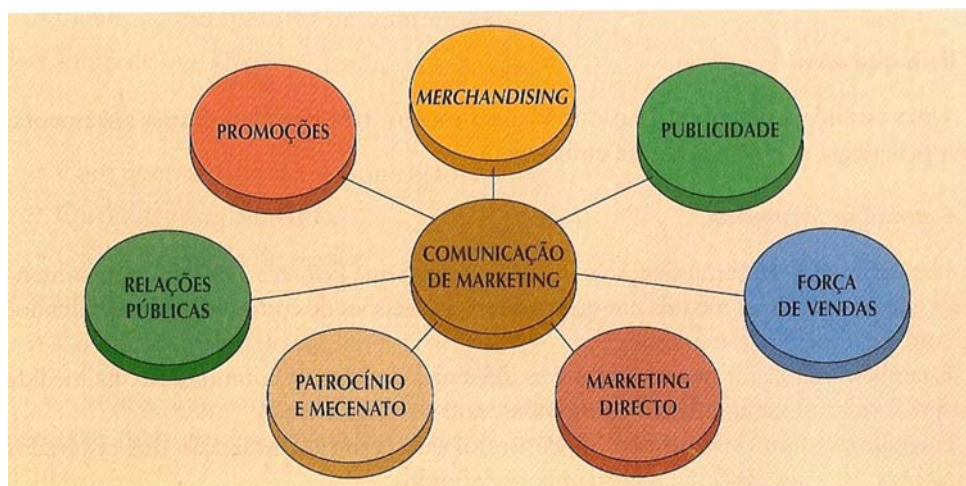 MERCHANDISING
PROMOÇÕES
PUBLICIDADE
COMUNICAÇÃO
DE MARKETING
RELAÇÕES
PÚBLICAS
FORÇA
DE VENDAS
PATROCÍNIO
E MECENATO
MARKETING
DIRECTO